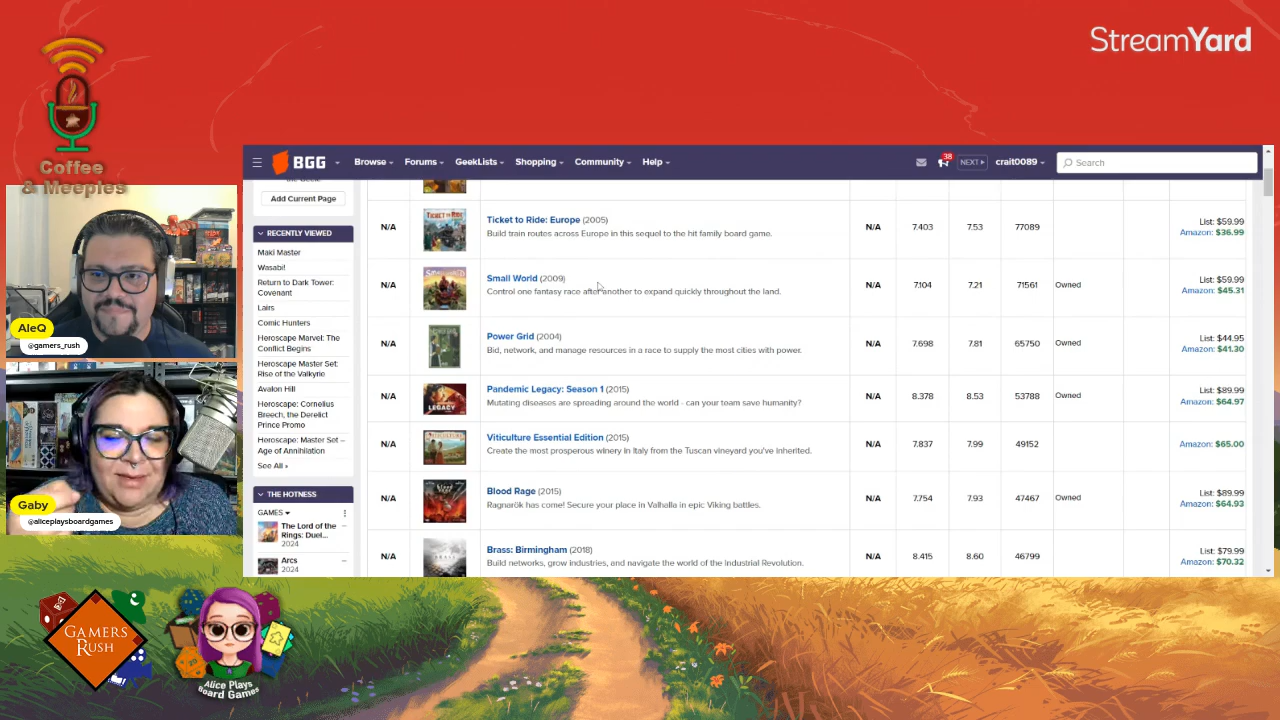 StreamYard
Coffee
& Meeples
BGG
Browse
Forums
GeekLists
Shopping
Community
Help
38
NEXT
crait0089
Search
Add Current Page
RECENTLY VIEWED
Maki Master
Wasabi!
Return to Dark Tower:
Covenant
Lairs
Comic Hunters
Heroscape Marvel: The
Conflict Begins
Heroscape Master Set:
Rise of the Valkyrie
Avalon Hill
Heroscape: Cornelius
Breech, the Derelict
Prince Promo
Heroscape: Master Set –
Age of Annihilation
See All »
THE HOTNESS
GAMES
The Lord of the
Rings: Duel...
2024
Arcs
2024
N/A
Ticket to Ride: Europe (2005)
Build train routes across Europe in this sequel to the hit family board game.
N/A 7.403 7.53 77089
List: $59.99
Amazon: $36.99
N/A
Small World (2009)
Control one fantasy race after another to expand quickly throughout the land.
N/A 7.104 7.21 71561 Owned
List: $59.99
Amazon: $45.31
N/A
Power Grid (2004)
Bid, network, and manage resources in a race to supply the most cities with power.
N/A 7.698 7.81 65750 Owned
List: $44.95
Amazon: $41.30
N/A
Pandemic Legacy: Season 1 (2015)
Mutating diseases are spreading around the world - can your team save humanity?
N/A 8.378 8.53 53788 Owned
List: $89.99
Amazon: $64.97
N/A
Viticulture Essential Edition (2015)
Create the most prosperous winery in Italy from the Tuscan vineyard you've inherited.
N/A 7.837 7.99 49152
Amazon: $65.00
N/A
Blood Rage (2015)
Ragnarök has come! Secure your place in Valhalla in epic Viking battles.
N/A 7.754 7.93 47467 Owned
List: $89.99
Amazon: $64.93
N/A
Brass: Birmingham (2018)
Build networks, grow industries, and navigate the world of the Industrial Revolution.
N/A 8.415 8.60 46799
List: $79.99
Amazon: $70.32
AleQ
@gamers_rush
Gaby
@aliceplaysboardgames
GAMERS
RUSH
Alice Plays
Board Games